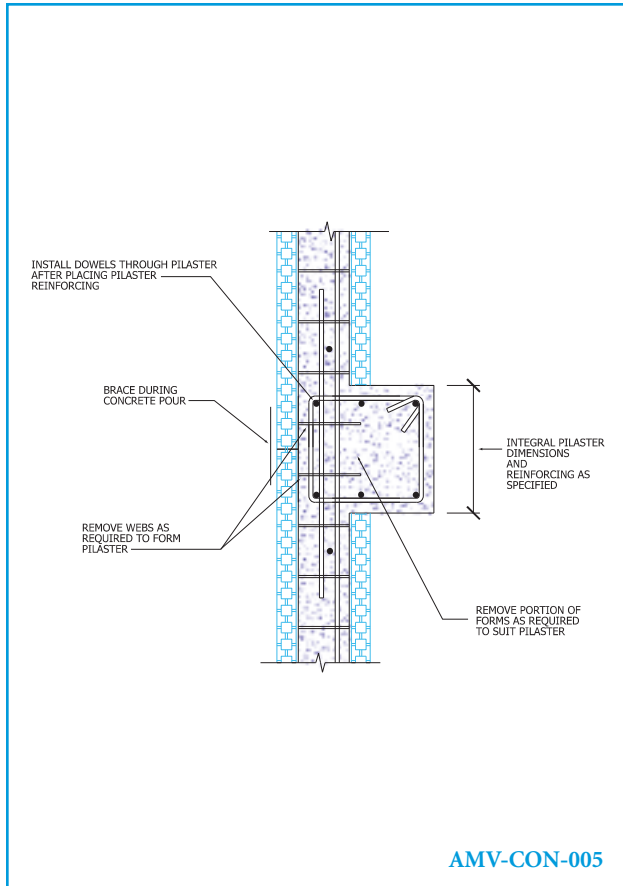 INSTALL DOWELS THROUGH PILASTER
AFTER PLACING PILASTER
REINFORCING
BRACE DURING
CONCRETE POUR
INTEGRAL PILASTER
DIMENSIONS
AND
REINFORCING AS
SPECIFIED
REMOVE WEBS AS
REQUIRED TO FORM
PILASTER
REMOVE PORTION OF
FORMS AS REQUIRED
TO SUIT PILASTER
AMV-CON-005